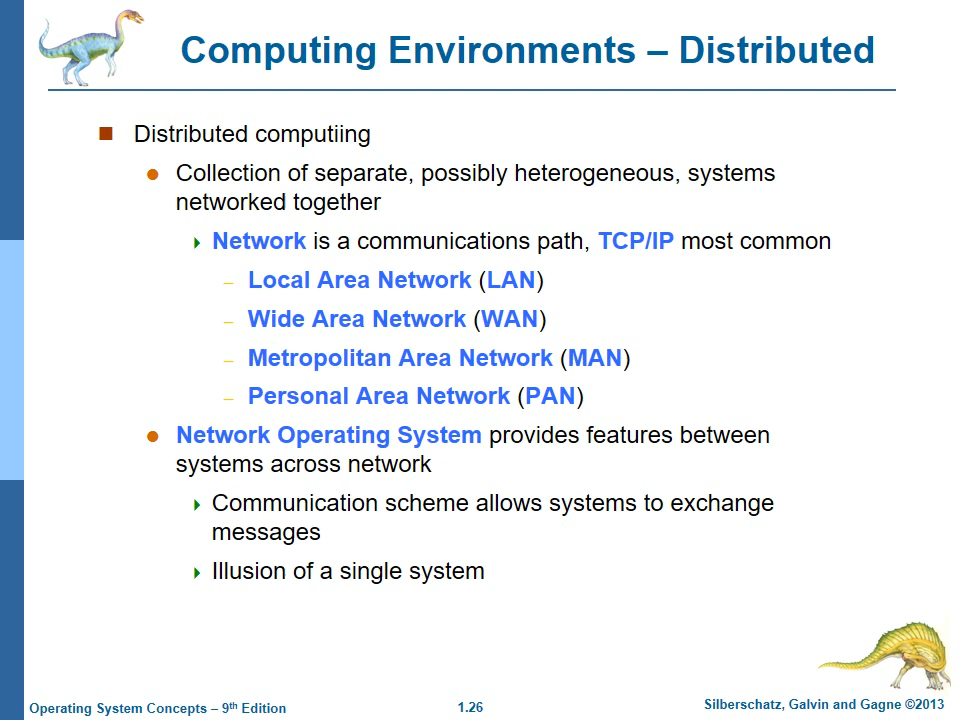 Computing Environments – Distributed
Distributed computiing
Collection of separate, possibly heterogeneous, systems
networked together
Network is a communications path, TCP/IP most common
– Local Area Network (LAN)
– Wide Area Network (WAN)
– Metropolitan Area Network (MAN)
– Personal Area Network (PAN)
Network Operating System provides features between
systems across network
Communication scheme allows systems to exchange
messages
Illusion of a single system
Operating System Concepts – 9th Edition
1.26
Silberschatz, Galvin and Gagne ©2013